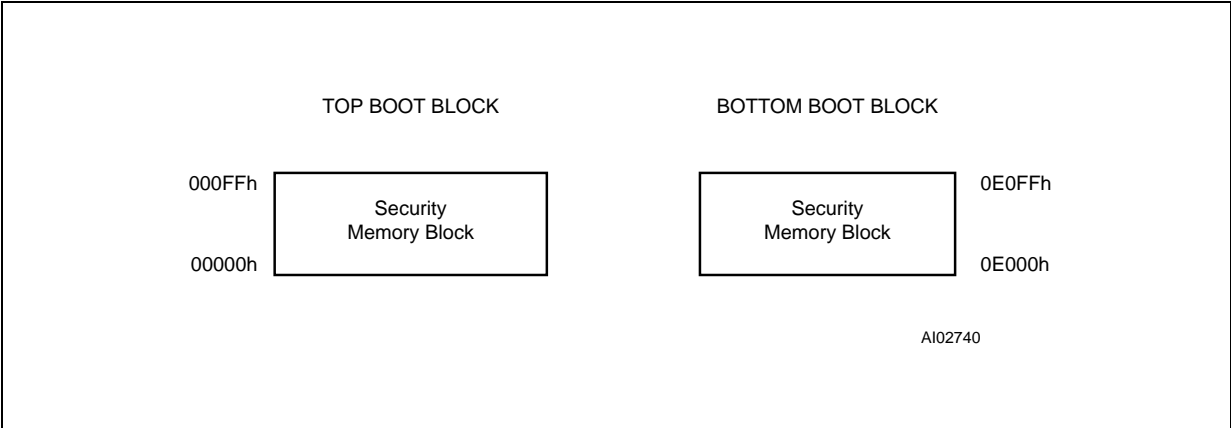 TOP BOOT BLOCK
BOTTOM BOOT BLOCK
000FFh
Security
Memory Block
00000h
Security
Memory Block
0E0FFh
0E000h
AI02740